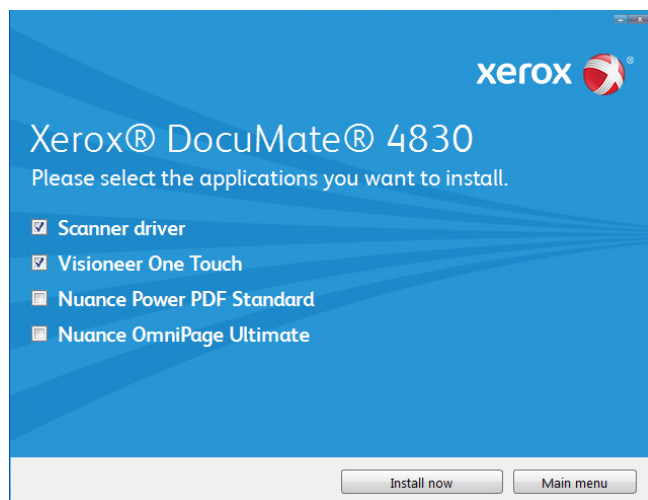 xerox ®
Xerox® DocuMate® 4830
Please select the applications you want to install.
Scanner driver
Visioneer One Touch
Nuance Power PDF Standard
Nuance OmniPage Ultimate
Install now Main menu